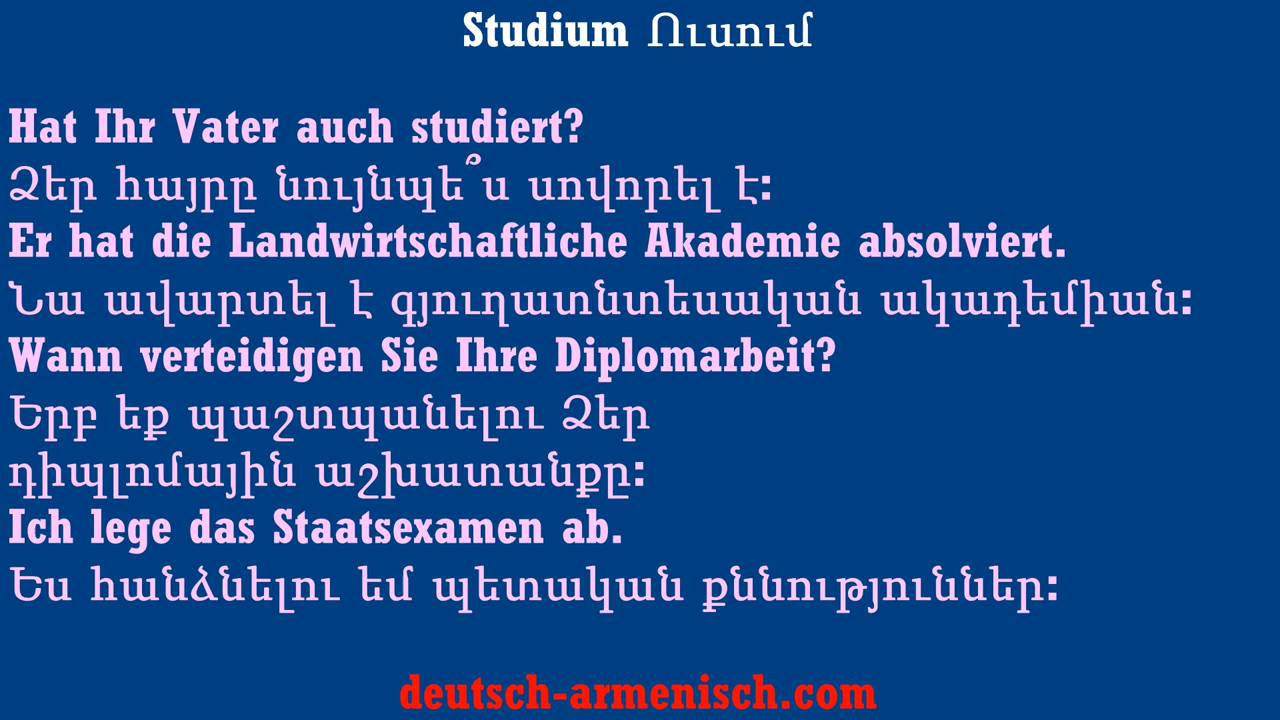 Studium Ուսում
Hat Ihr Vater auch studiert?
Ձեր հայրը նույնպե՞ս սովորել է:
Er hat die Landwirtschaftliche Akademie absolviert.
Նա ավարտել է գյուղատնտեսական ակադեմիան:
Wann verteidigen Sie Ihre Diplomarbeit?
Երբ եք պաշտպանելու Ձեր
դիպլոմային աշխատանքը:
Ich lege das Staatsexamen ab.
Ես հանձնելու եմ պետական քննություններ:
deutsch-armenisch.com